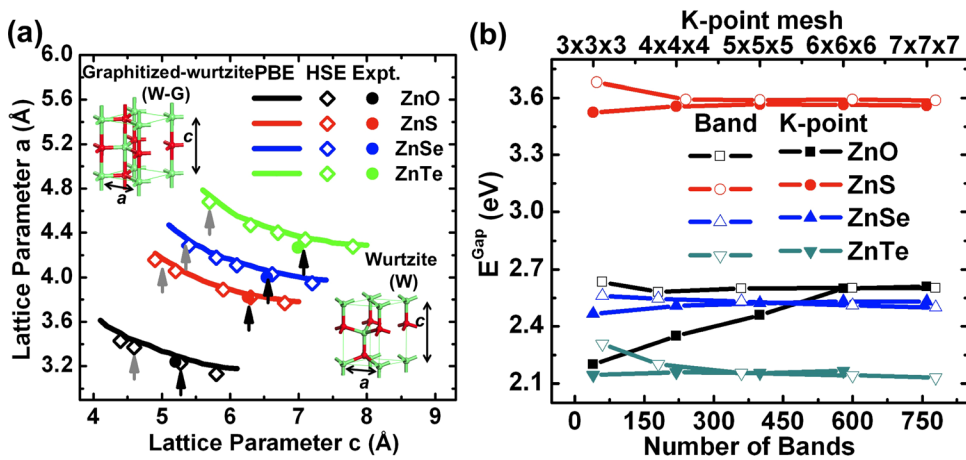 (a)
Lattice Parameter a (Å)
6.0
5.6
5.2
4.8
4.4
4.0
3.6
3.2
Graphitized-wurtzite
(W-G)
PBE HSE Expt.
ZnO
ZnS
ZnSe
ZnTe
c
a
Wurtzite
(W)
c
a
4 5 6 7 8 9
Lattice Parameter c (Å)
(b)
K-point mesh
3x3x3 4x4x4 5x5x5 6x6x6 7x7x7
E^Gap (eV)
3.6
3.3
3.0
2.7
2.4
2.1
Band K-point
ZnO
ZnS
ZnSe
ZnTe
0 150 300 450 600 750
Number of Bands